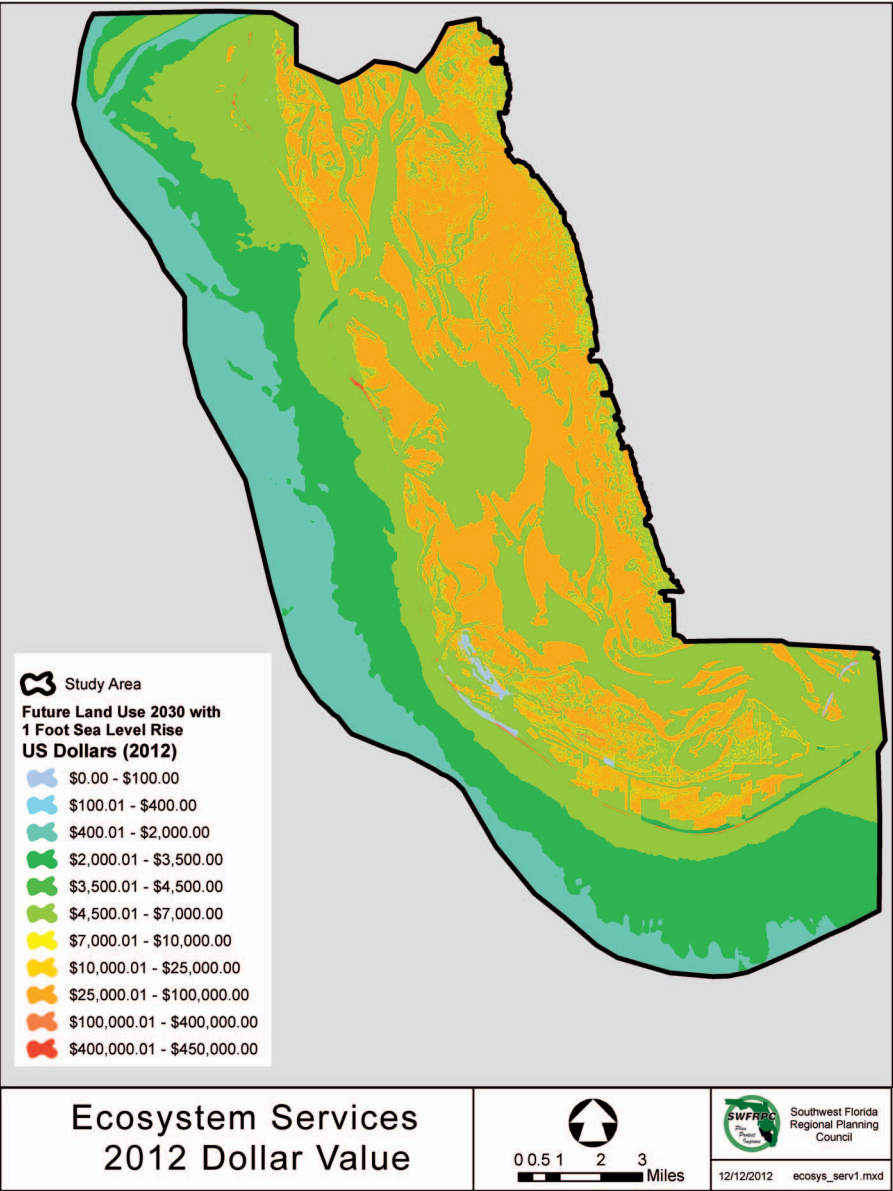 Study Area
Future Land Use 2030 with
1 Foot Sea Level Rise
US Dollars (2012)
$0.00 - $100.00
$100.01 - $400.00
$400.01 - $2,000.00
$2,000.01 - $3,500.00
$3,500.01 - $4,500.00
$4,500.01 - $7,000.00
$7,000.01 - $10,000.00
$10,000.01 - $25,000.00
$25,000.01 - $100,000.00
$100,000.01 - $400,000.00
$400,000.01 - $450,000.00
Ecosystem Services
2012 Dollar Value
0 0.5 1 2 3
Miles
SWFRPC
Plan
Protect
Improve
Southwest Florida
Regional Planning
Council
12/12/2012 ecosys_serv1.mxd